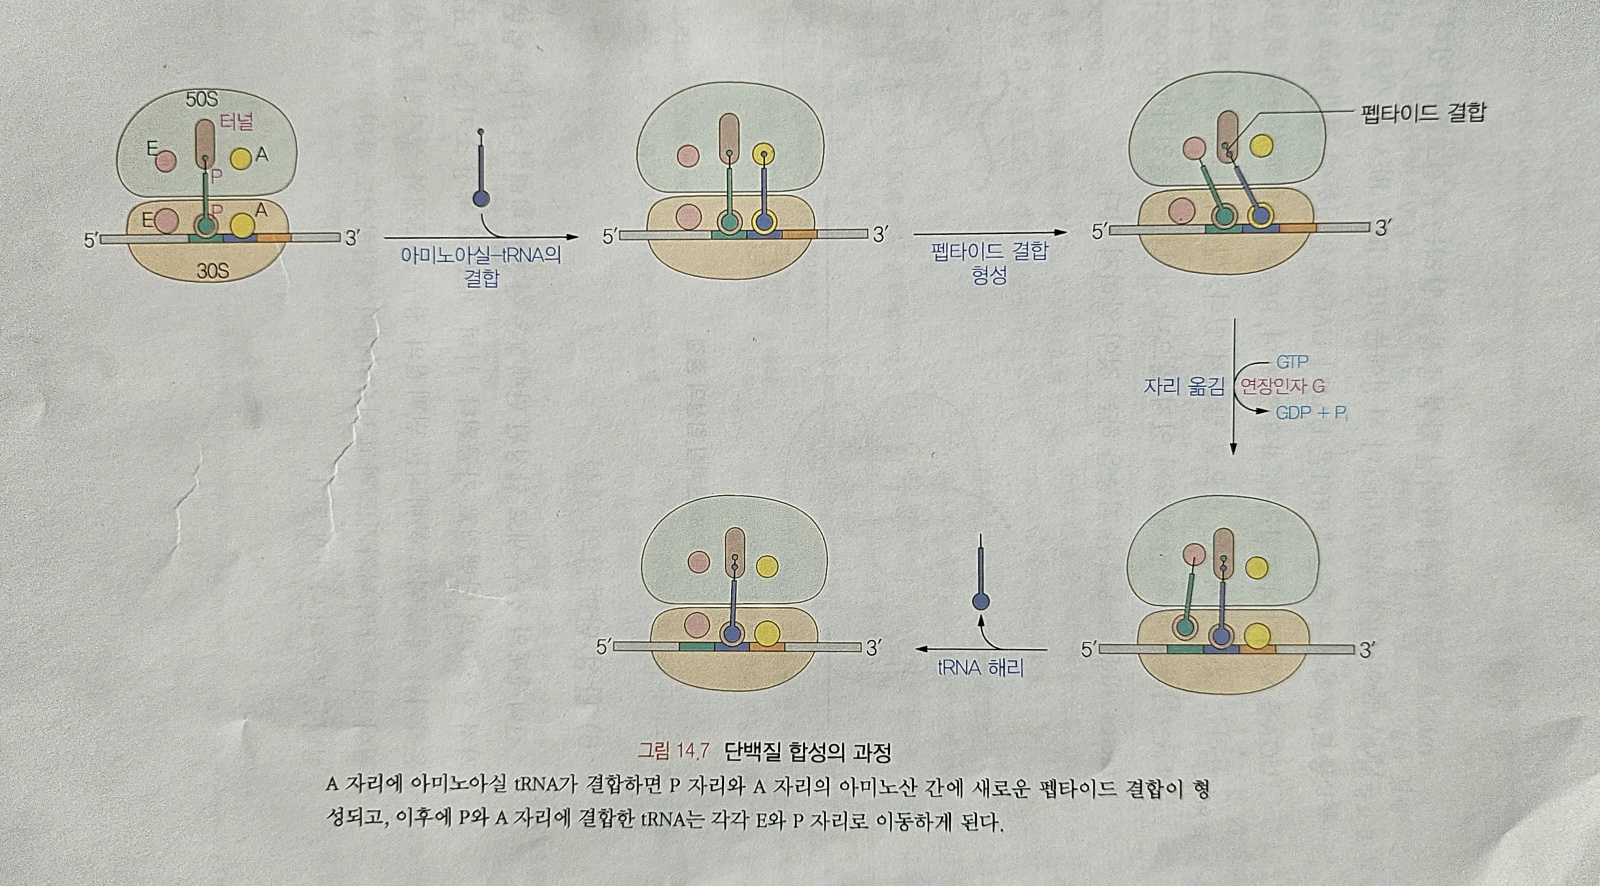 50S
터널
E
A
P
E
P
A
5′
3′
30S
아미노아실-tRNA의
결합
5′
3′
펩타이드 결합
형성
펩타이드 결합
5′
3′
자리 옮김
GTP
연장인자 G
GDP + Pi
5′
3′
tRNA 해리
5′
3′
그림 14.7 단백질 합성의 과정
A 자리에 아미노아실 tRNA가 결합하면 P 자리와 A 자리의 아미노산 간에 새로운 펩타이드 결합이 형
성되고, 이후에 P와 A 자리에 결합한 tRNA는 각각 E와 P 자리로 이동하게 된다.